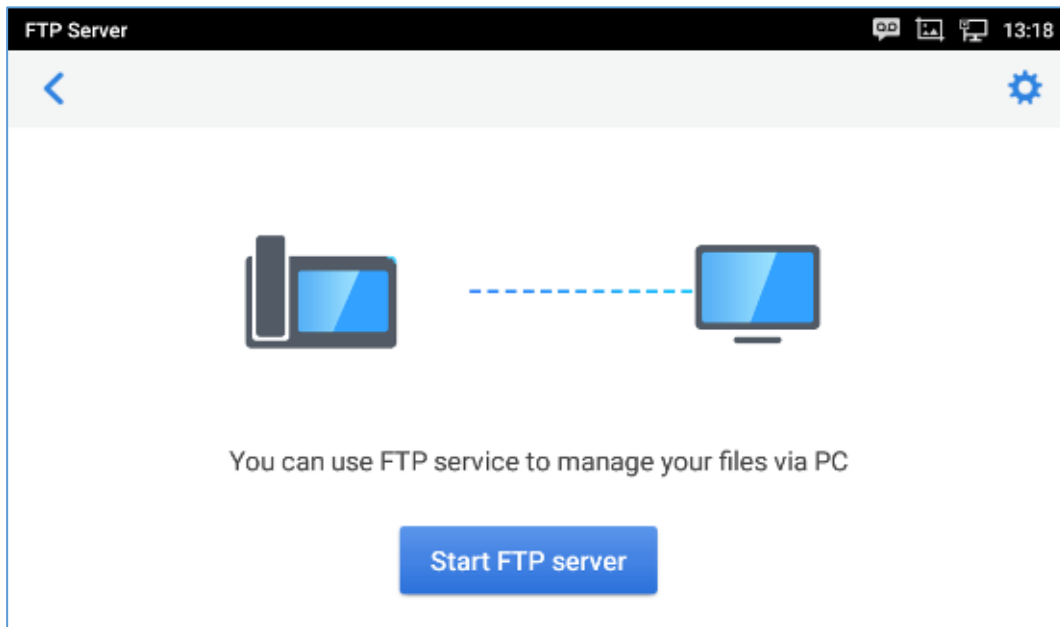 FTP Server 13:18
You can use FTP service to manage your files via PC
Start FTP server